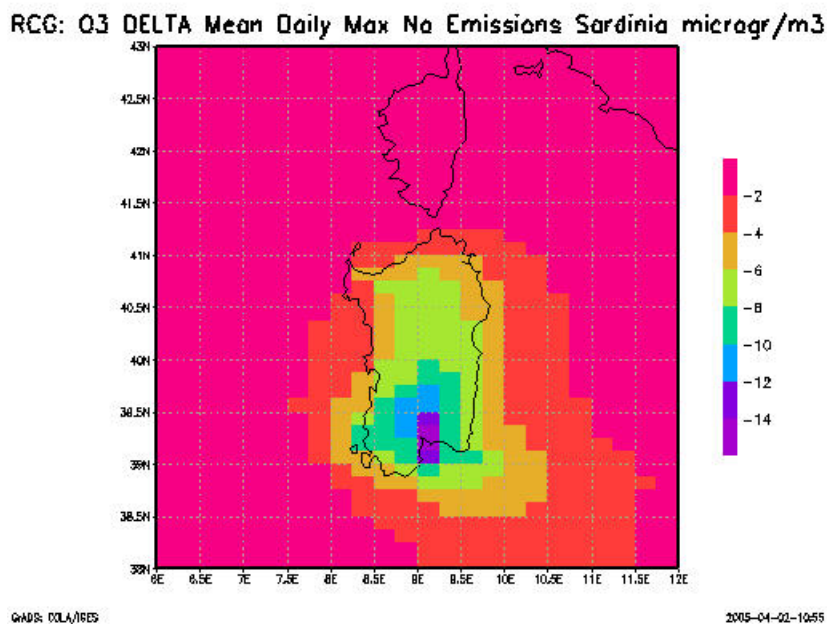 RCG: O3 DELTA Mean Daily Max No Emissions Sardinia microgr/m3
43N
42.5N
42N
41.5N
41N
40.5N
40N
39.5N
39N
38.5N
38N
6E 6.5E 7E 7.5E 8E 8.5E 9E 9.5E 10E 10.5E 11E 11.5E 12E
-2
-4
-6
-8
-10
-12
-14
GrADS: COLA/IGES
2005-04-02-10:55